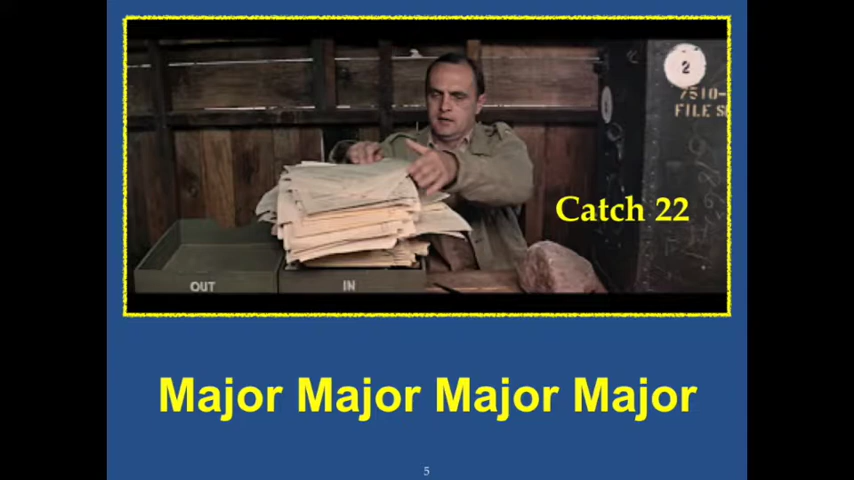 2
7510-
FILE S
Catch 22
OUT
IN
Major Major Major Major
5